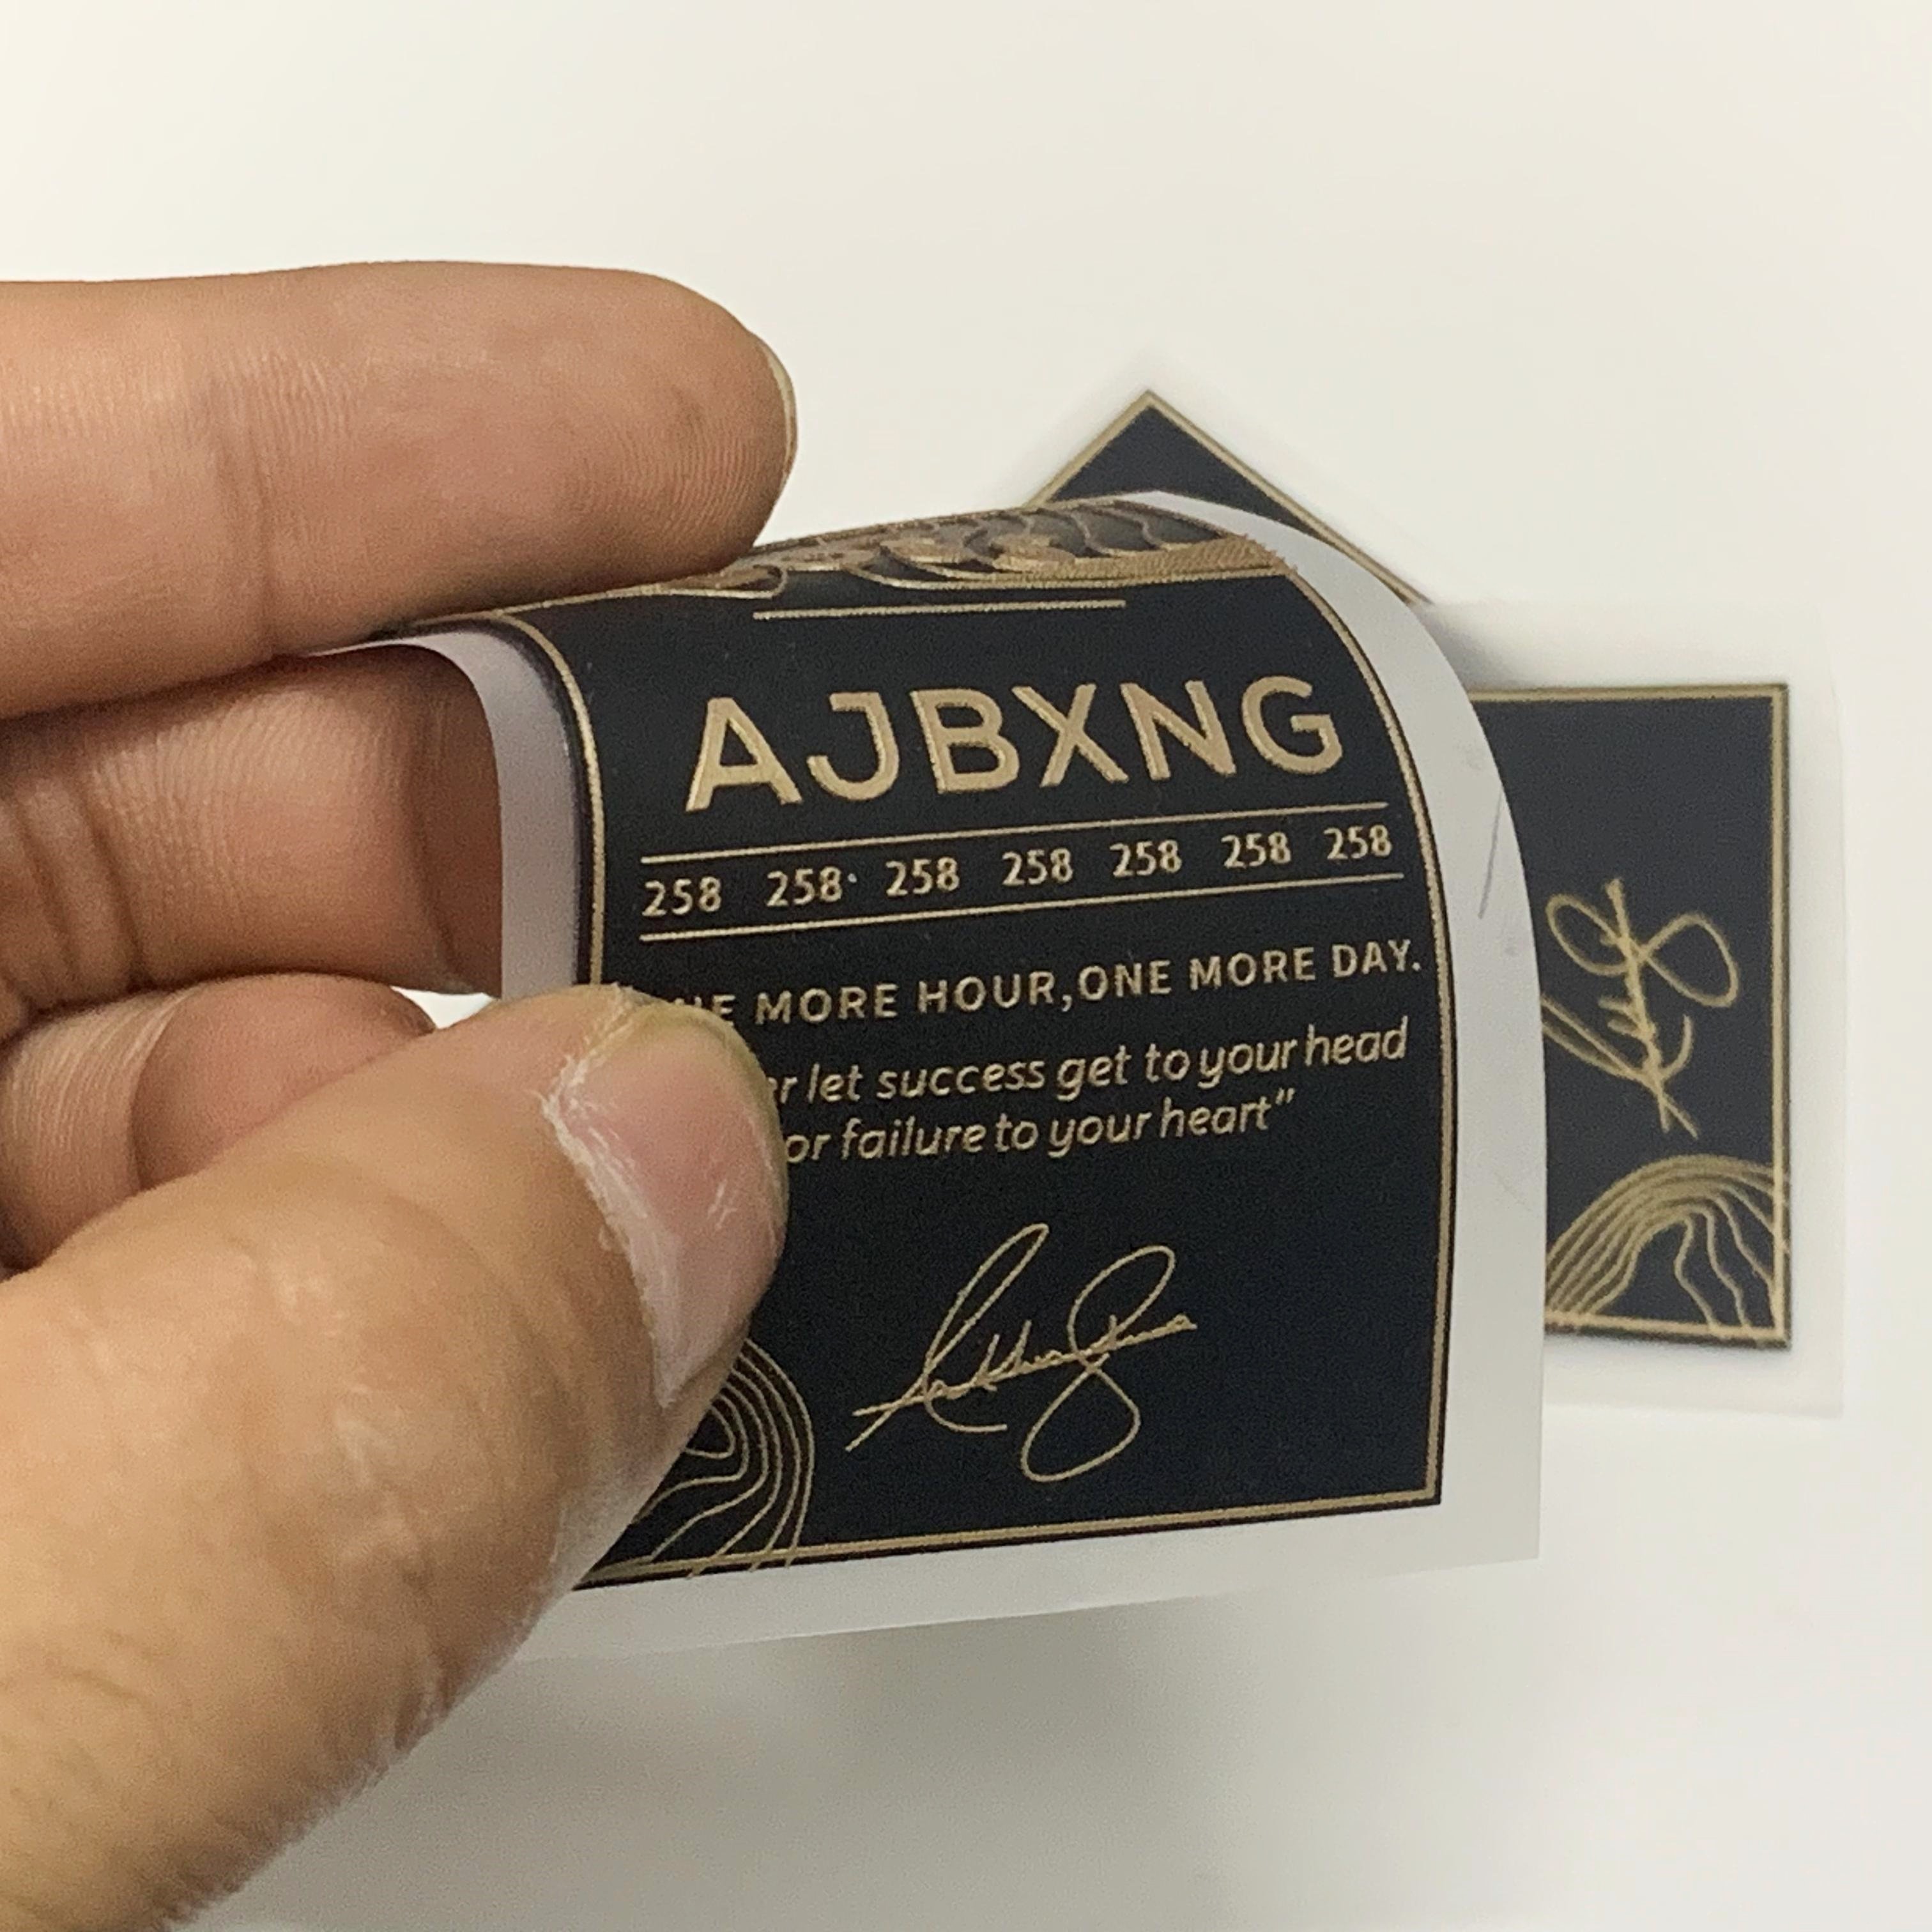 AJBXNG
258 258· 258 258 258 258 258
MORE HOUR,ONE MORE DAY.
let success get to your head
failure to your heart”